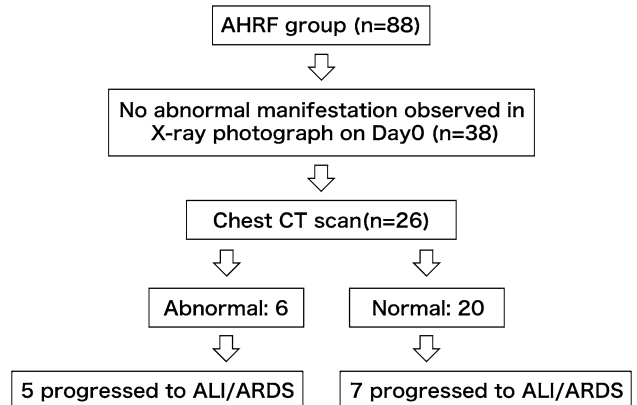 AHRF group (n=88)
No abnormal manifestation observed in
X-ray photograph on Day0 (n=38)
Chest CT scan(n=26)
Abnormal: 6
Normal: 20
5 progressed to ALI/ARDS
7 progressed to ALI/ARDS